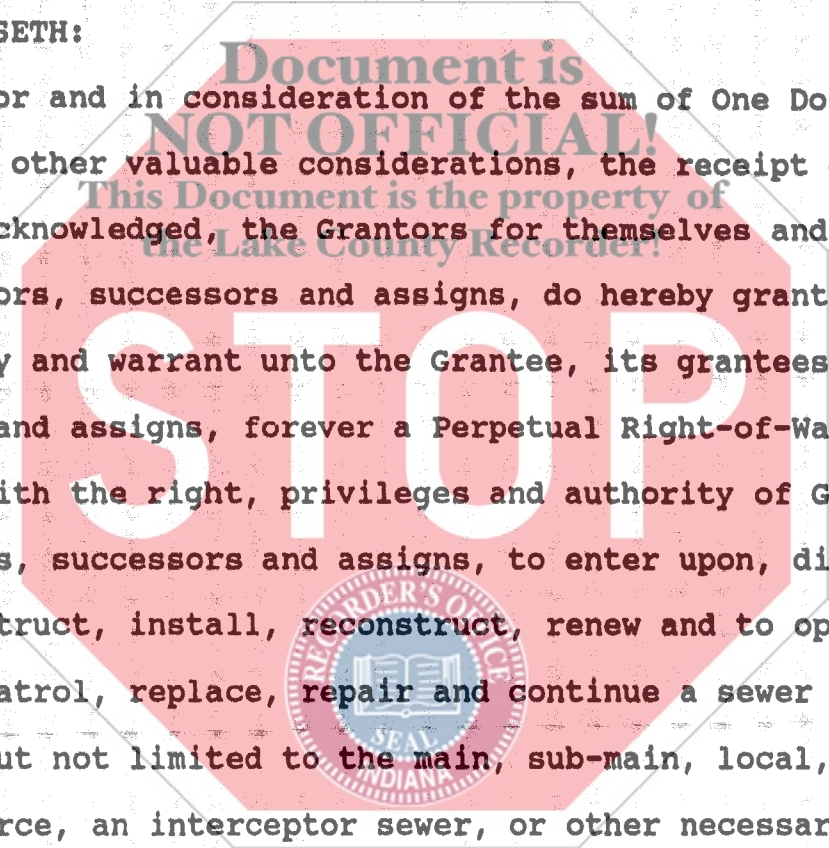 SETH:
Document is
or and in consideration of the sum of One Do
NOT OFFICIAL!
other valuable considerations, the receipt
This Document is the property of
cknowledged, the Grantors for themselves and
the Lake County Recorder!
ors, successors and assigns, do hereby grant
y and warrant unto the Grantee, its grantees
STOP
and assigns, forever a Perpetual Right-of-Wa
ith the right, privileges and authority of G
s, successors and assigns, to enter upon, di
truct, install, reconstruct, renew and to op
RECORDER'S OFFICE
atrol, replace, repair and continue a sewer
SEAL
ut not limited to the main, sub-main, local,
INDIANA
rce, an interceptor sewer, or other necessar